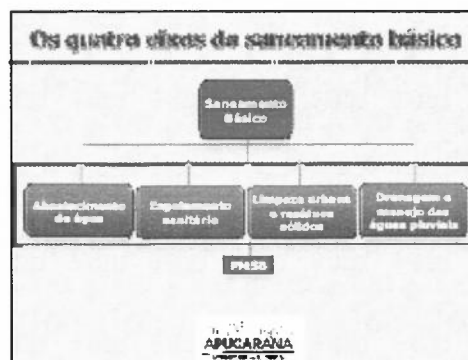 Os quatro eixos do saneamento básico
Saneamento
Básico
Abastecimento
de água
Esgotamento
sanitário
Limpeza urbana
e resíduos
sólidos
Drenagem e
manejo das
águas pluviais
PMSB
APUCARANA